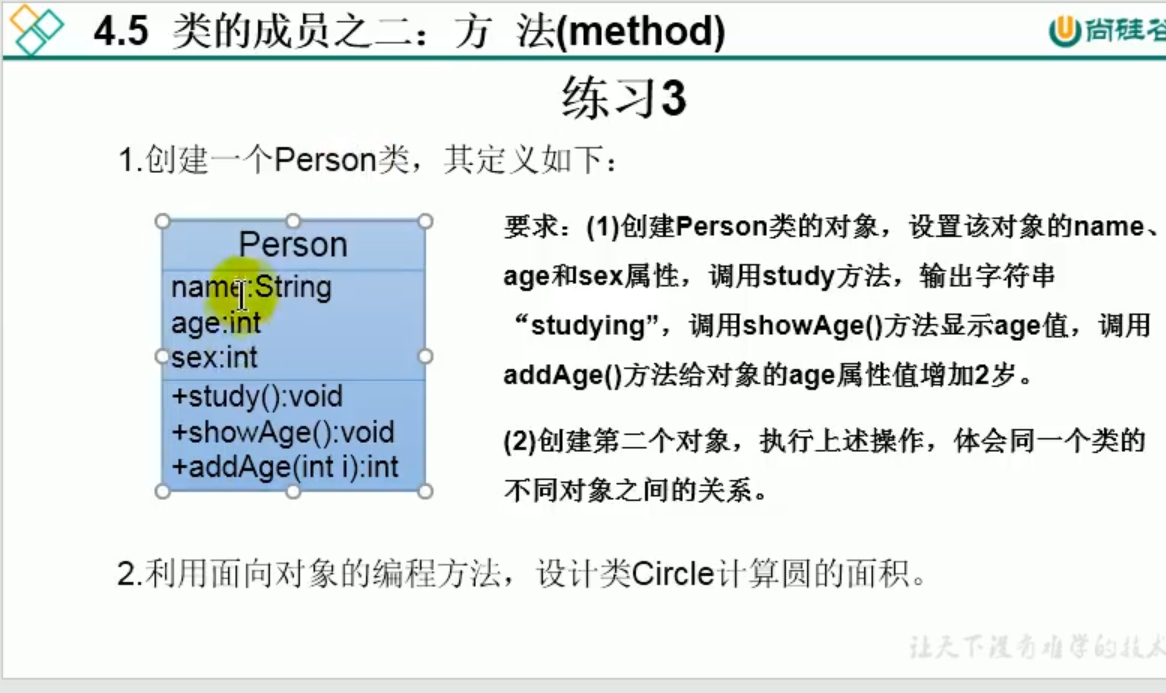 4.5 类的成员之二：方 法(method)
尚硅谷
练习3
1.创建一个Person类，其定义如下：
Person
name:String
age:int
sex:int
+study():void
+showAge():void
+addAge(int i):int
要求：(1)创建Person类的对象，设置该对象的name、
age和sex属性，调用study方法，输出字符串
“studying”，调用showAge()方法显示age值，调用
addAge()方法给对象的age属性值增加2岁。
(2)创建第二个对象，执行上述操作，体会同一个类的
不同对象之间的关系。
2.利用面向对象的编程方法，设计类Circle计算圆的面积。
让天下没有难学的技术